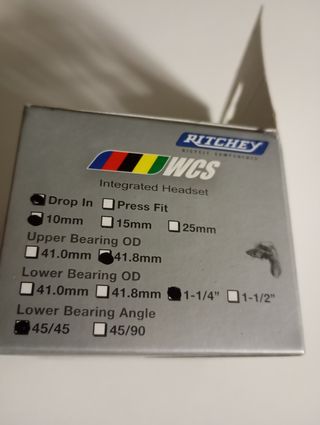 RITCHEY
BICYCLE COMPONENTS
WCS
Integrated Headset
Drop In Press Fit
10mm 15mm 25mm
Upper Bearing OD
41.0mm 41.8mm
Lower Bearing OD
41.0mm 41.8mm 1-1/4" 1-1/2"
Lower Bearing Angle
45/45 45/90